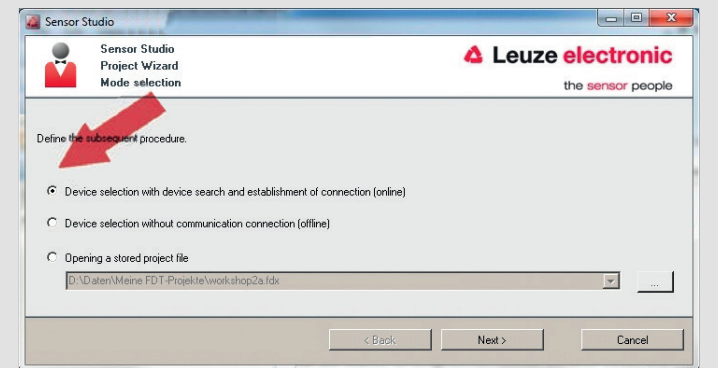 Sensor Studio
Sensor Studio
Project Wizard
Mode selection
Leuze electronic
the sensor people
Define the subsequent procedure.
Device selection with device search and establishment of connection (online)
Device selection without communication connection (offline)
Opening a stored project file
D:\Daten\Meine FDT-Projekte\workshop2a.fdx
...
< Back
Next >
Cancel